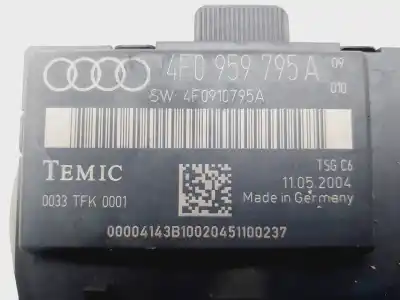 4F0 959 795 A 09
010
SW: 4F0910795A
TEMIC
TSG C6
11.05.2004
0033 TFK 0001
Made in Germany
00004143B10020451100237